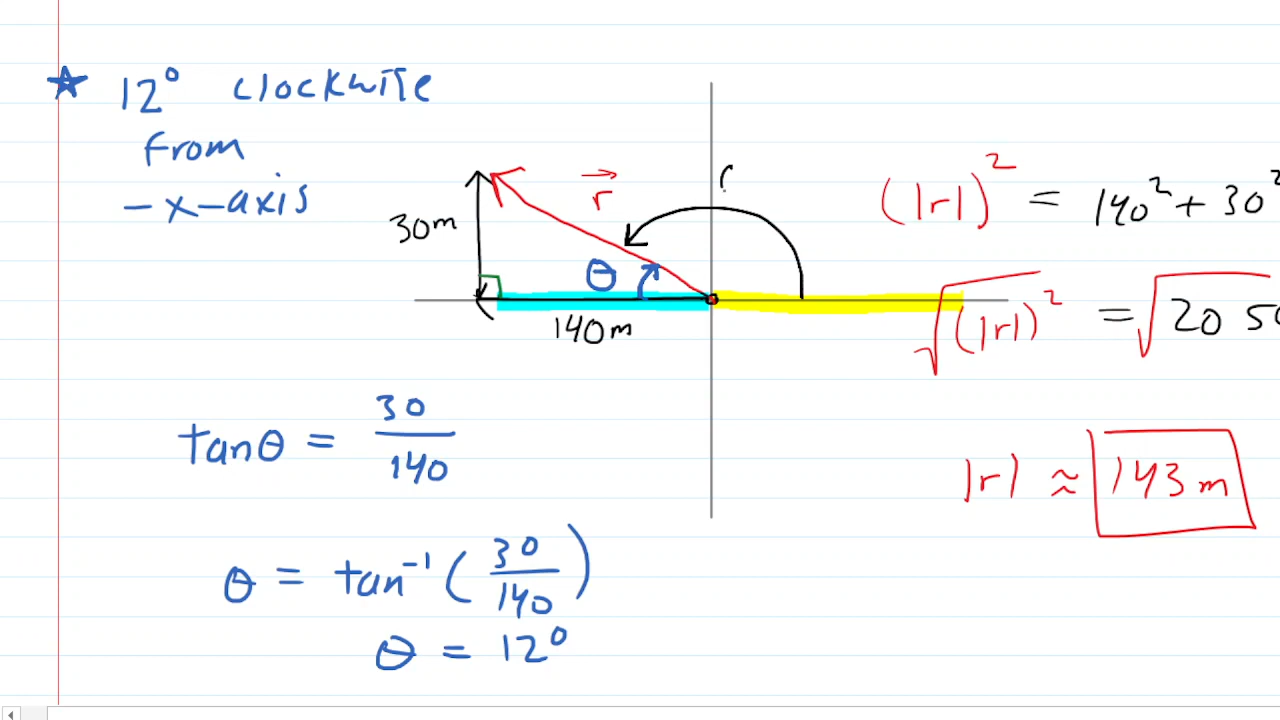 ★ 12° clockwise
from
-x-axis
30m
r⃗
θ
140m
(|r|)² = 140² + 30²
√(|r|)² = √20 50
|r| ≈ 143 m
tanθ = 30/140
θ = tan⁻¹(30/140)
θ = 12°